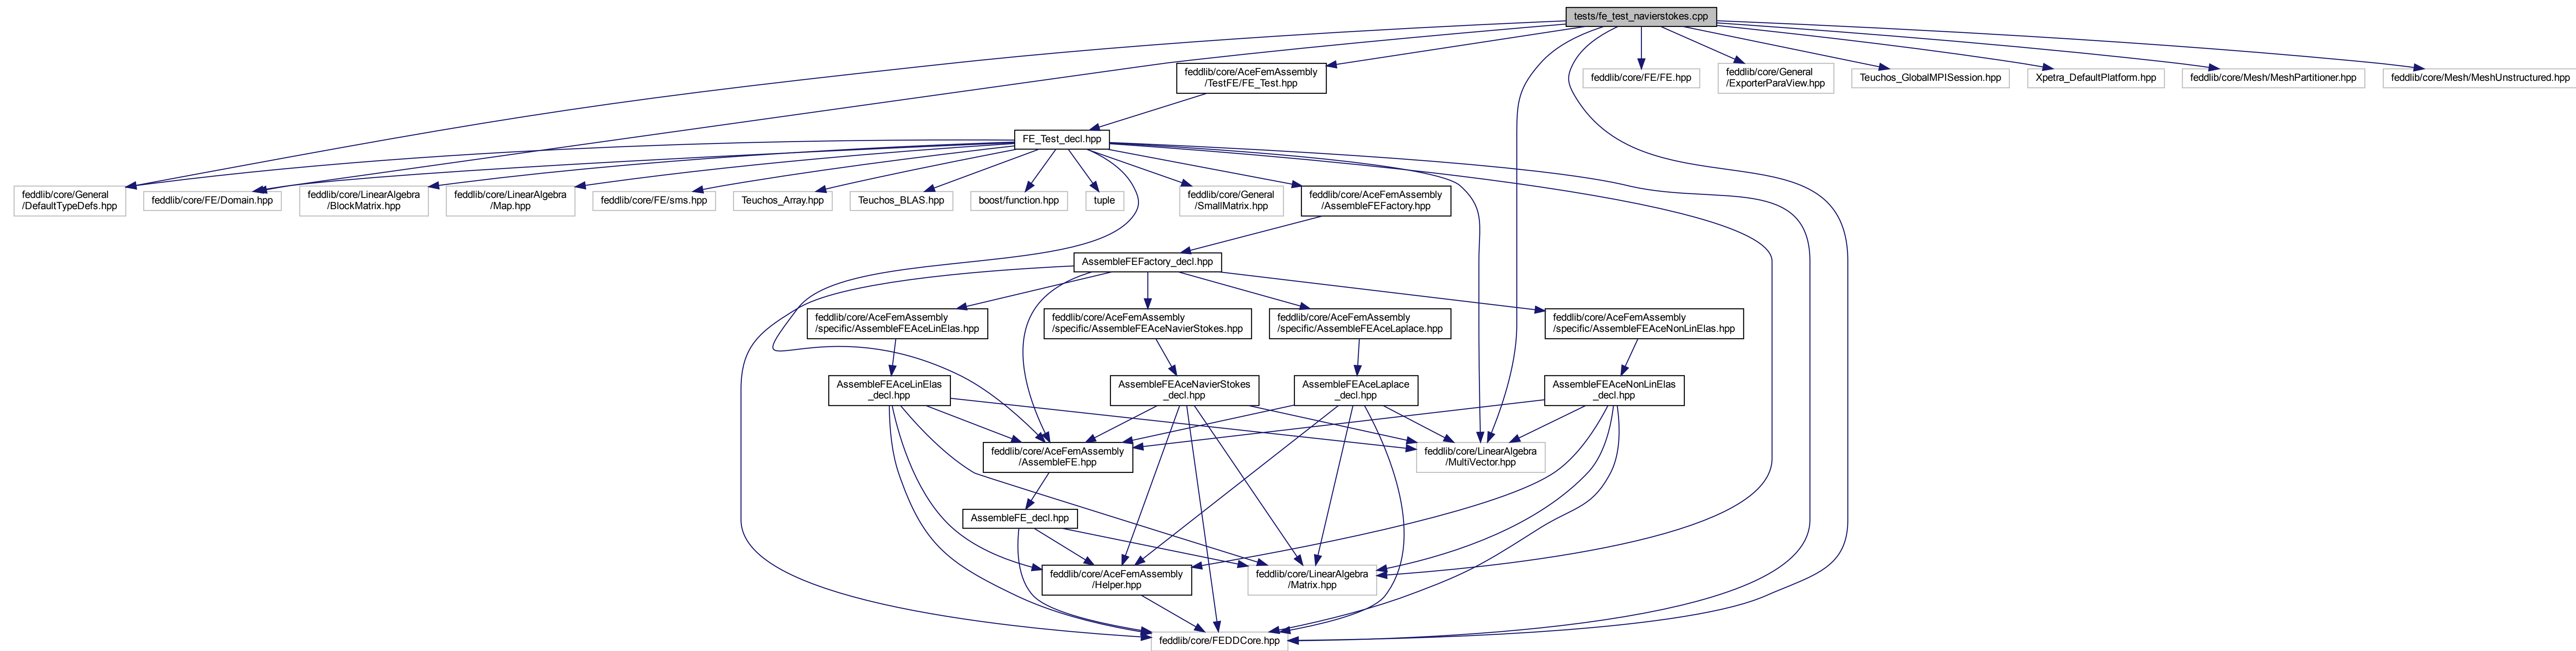 tests/fe_test_navierstokes.cpp
feddlib/core/AceFemAssembly
/TestFE/FE_Test.hpp
feddlib/core/FE/FE.hpp
feddlib/core/General
/ExporterParaView.hpp
Teuchos_GlobalMPISession.hpp
Xpetra_DefaultPlatform.hpp
feddlib/core/Mesh/MeshPartitioner.hpp
feddlib/core/Mesh/MeshUnstructured.hpp
FE_Test_decl.hpp
feddlib/core/General
/DefaultTypeDefs.hpp
feddlib/core/FE/Domain.hpp
feddlib/core/LinearAlgebra
/BlockMatrix.hpp
feddlib/core/LinearAlgebra
/Map.hpp
feddlib/core/FE/sms.hpp
Teuchos_Array.hpp
Teuchos_BLAS.hpp
boost/function.hpp
tuple
feddlib/core/General
/SmallMatrix.hpp
feddlib/core/AceFemAssembly
/AssembleFEFactory.hpp
AssembleFEFactory_decl.hpp
feddlib/core/AceFemAssembly
/specific/AssembleFEAceLinElas.hpp
feddlib/core/AceFemAssembly
/specific/AssembleFEAceNavierStokes.hpp
feddlib/core/AceFemAssembly
/specific/AssembleFEAceLaplace.hpp
feddlib/core/AceFemAssembly
/specific/AssembleFEAceNonLinElas.hpp
AssembleFEAceLinElas
_decl.hpp
AssembleFEAceNavierStokes
_decl.hpp
AssembleFEAceLaplace
_decl.hpp
AssembleFEAceNonLinElas
_decl.hpp
feddlib/core/AceFemAssembly
/AssembleFE.hpp
feddlib/core/LinearAlgebra
/MultiVector.hpp
AssembleFE_decl.hpp
feddlib/core/AceFemAssembly
/Helper.hpp
feddlib/core/LinearAlgebra
/Matrix.hpp
feddlib/core/FEDDCore.hpp